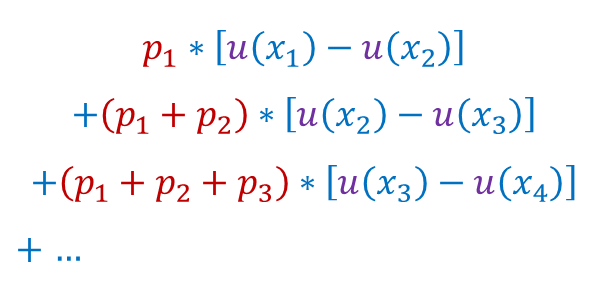 p₁ * [u(x₁) − u(x₂)]
+(p₁ + p₂) * [u(x₂) − u(x₃)]
+(p₁ + p₂ + p₃) * [u(x₃) − u(x₄)]
+ ...